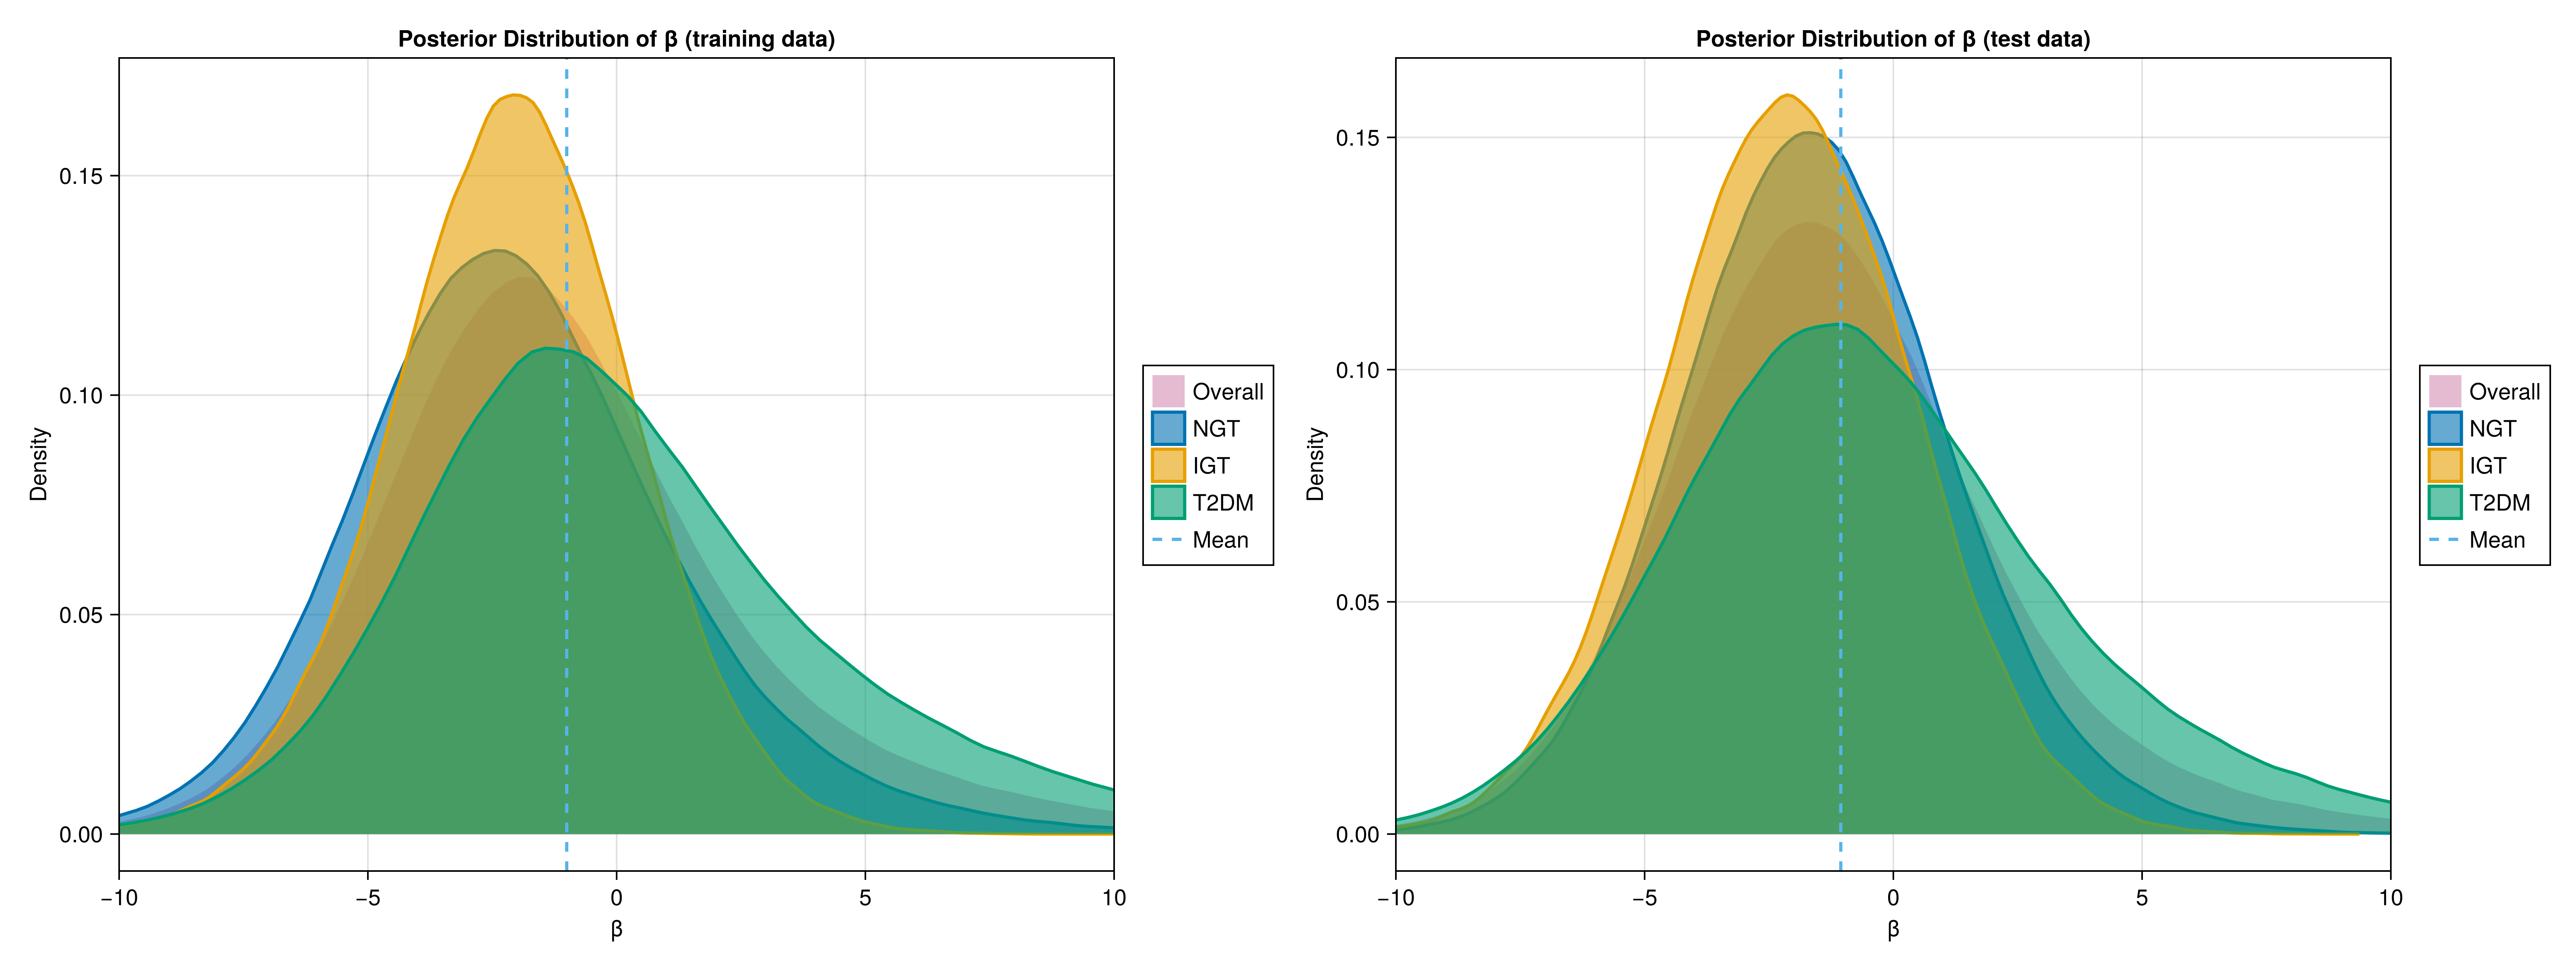 Posterior Distribution of β (training data)
0.15
0.10
0.05
0.00
Density
−10
−5
0
5
10
β
Overall
NGT
IGT
T2DM
Mean
Posterior Distribution of β (test data)
0.15
0.10
0.05
0.00
Density
−10
−5
0
5
10
β
Overall
NGT
IGT
T2DM
Mean